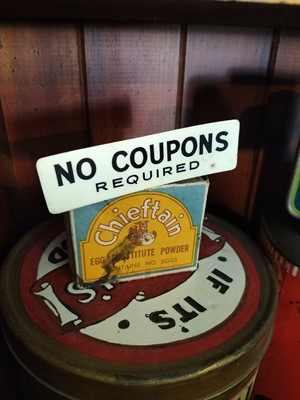 NO COUPONS
REQUIRED
Chieftain
EGG SUBSTITUTE POWDER
CONTAINS NO EGGS
IF IT'S